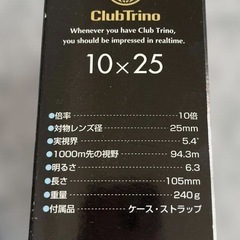 ClubTrino
Whenever you have Club Trino,
you should be impressed in realtime.
10×25
●倍率 10倍
●対物レンズ径 25mm
●実視界 5.4°
●1000m先の視野 94.3m
●明るさ 6.3
●長さ 105mm
●重量 240g
●付属品 ケース・ストラップ